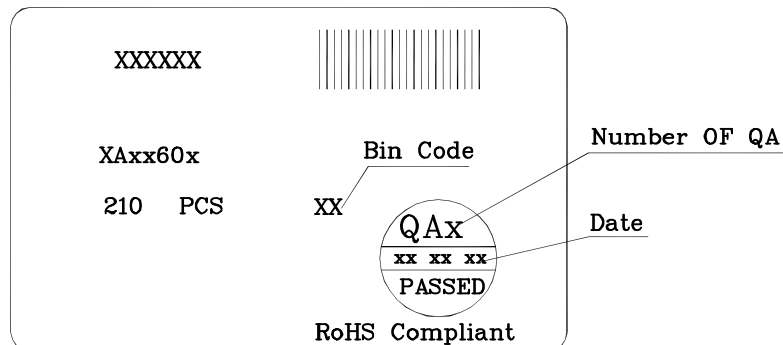 XXXXXX
XAxx60x
Bin Code
Number OF QA
210 PCS
XX
QAx
Date
xx xx xx
PASSED
RoHS Compliant